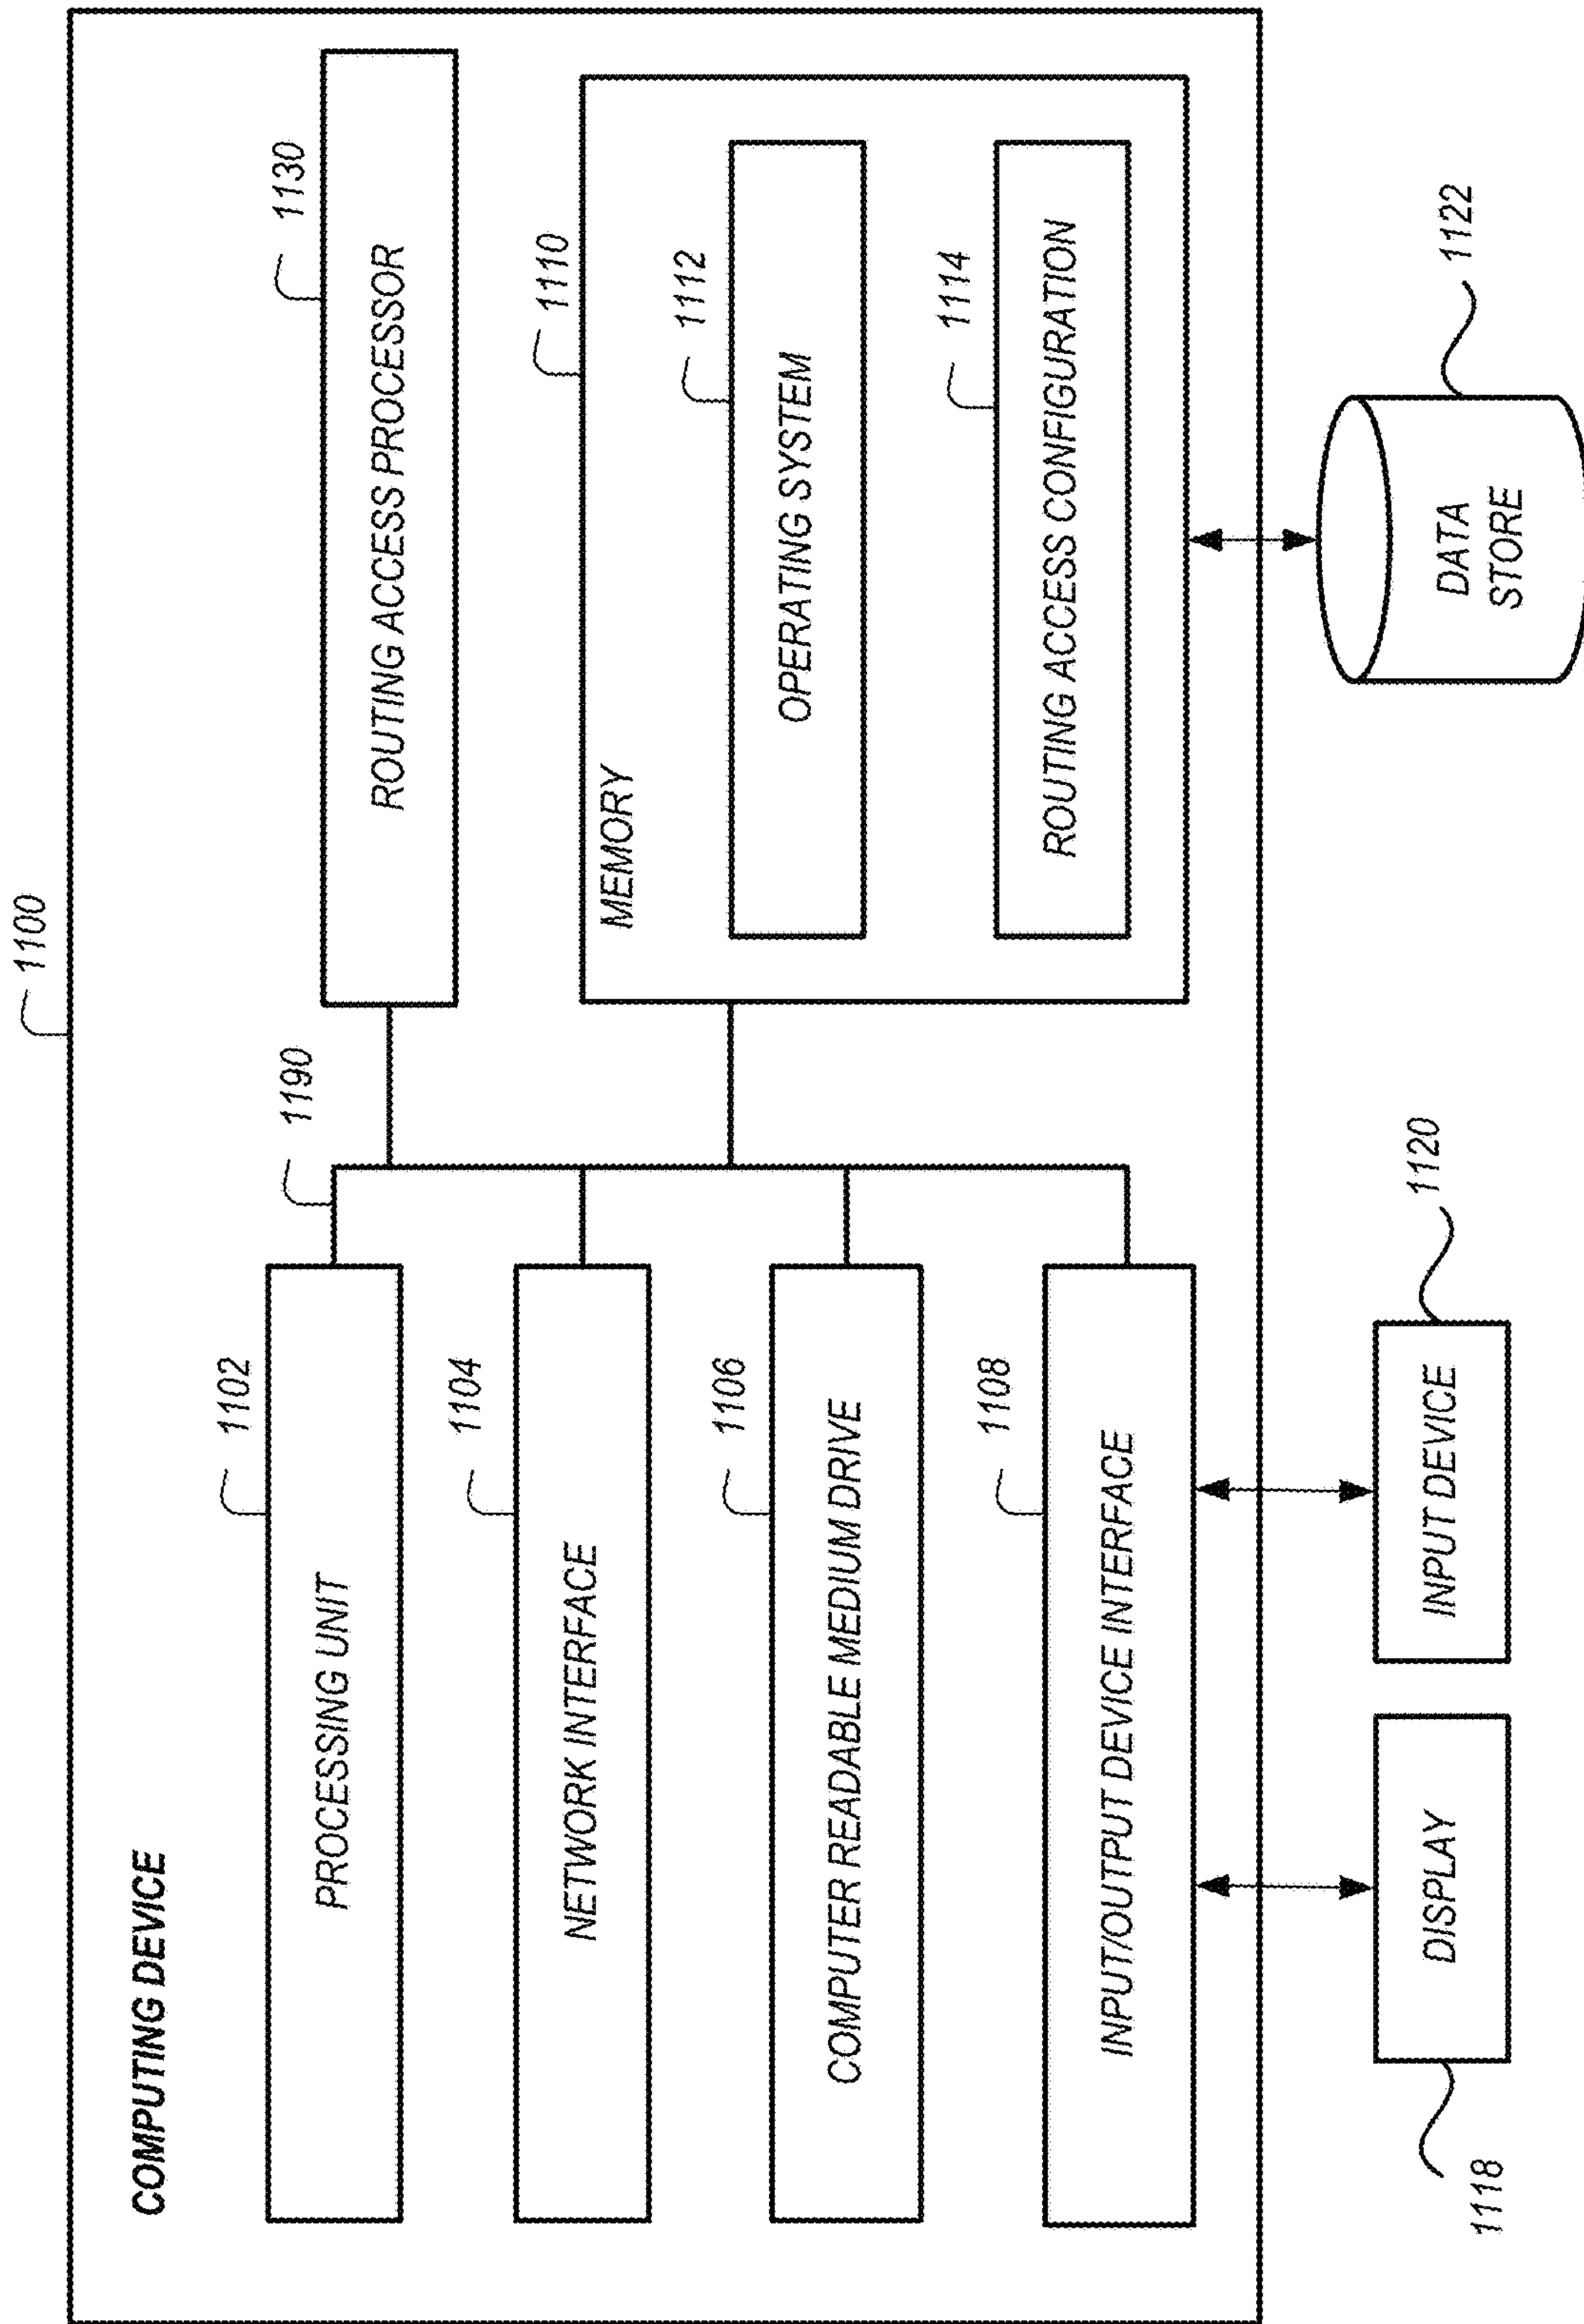 1100
COMPUTING DEVICE
1102
PROCESSING UNIT
1104
NETWORK INTERFACE
1106
COMPUTER READABLE MEDIUM DRIVE
1108
INPUT/OUTPUT DEVICE INTERFACE
1190
1130
ROUTING ACCESS PROCESSOR
1110
MEMORY
1112
OPERATING SYSTEM
1114
ROUTING ACCESS CONFIGURATION
1118
DISPLAY
INPUT DEVICE
1120
DATA
STORE
1122